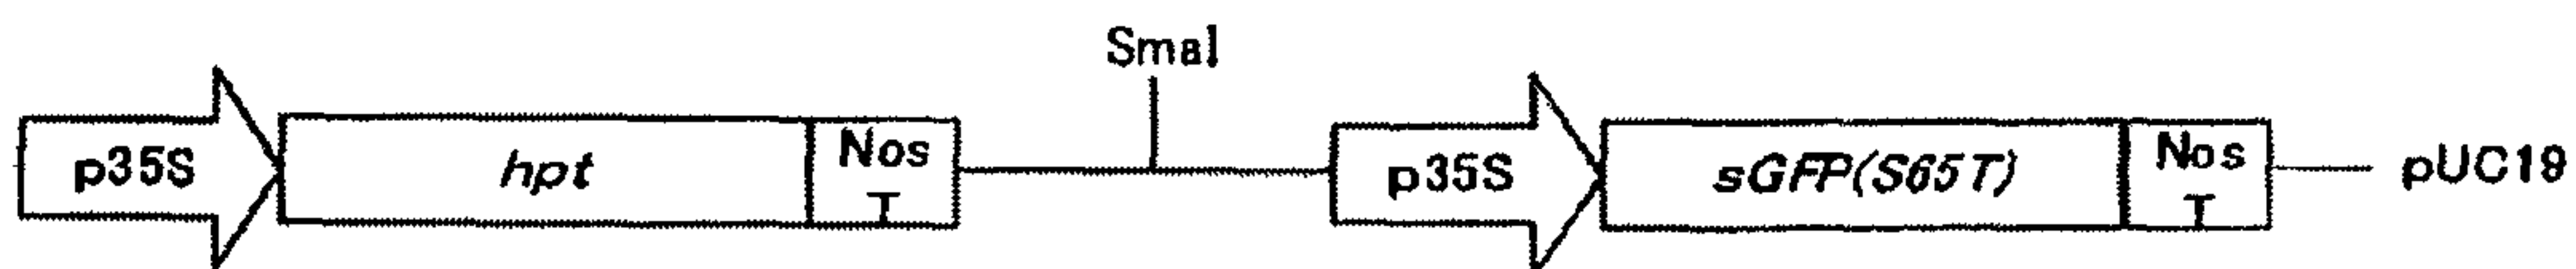 SmaI
p35S
hpt
Nos
T
p35S
sGFP(S65T)
Nos
T
pUC19